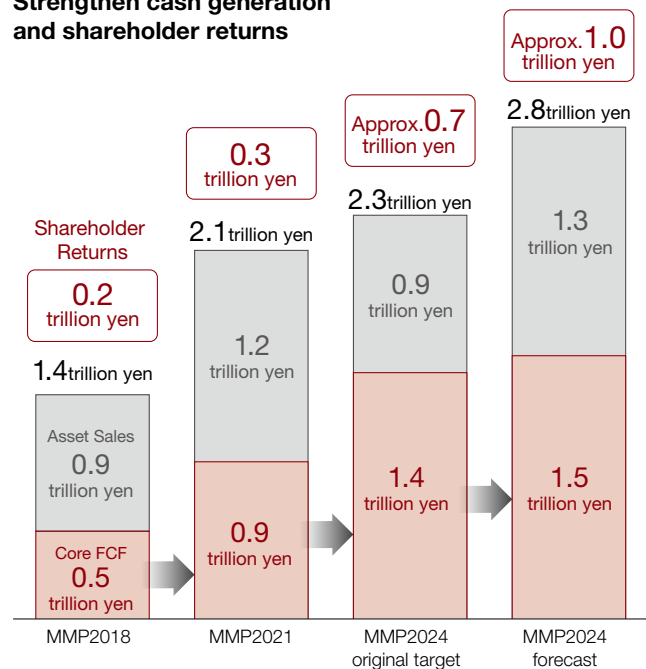 Strengthen cash generation
and shareholder returns
Shareholder
Returns
0.2
trillion yen
1.4trillion yen
Asset Sales
0.9
trillion yen
Core FCF
0.5
trillion yen
MMP2018
0.3
trillion yen
2.1trillion yen
1.2
trillion yen
0.9
trillion yen
MMP2021
Approx.0.7
trillion yen
2.3trillion yen
0.9
trillion yen
1.4
trillion yen
MMP2024
original target
Approx.1.0
trillion yen
2.8trillion yen
1.3
trillion yen
1.5
trillion yen
MMP2024
forecast